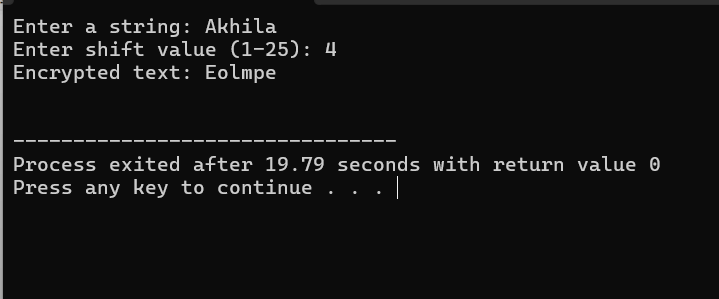 Enter a string: Akhila
Enter shift value (1-25): 4
Encrypted text: Eolmpe
--------------------------------
Process exited after 19.79 seconds with return value 0
Press any key to continue . . .